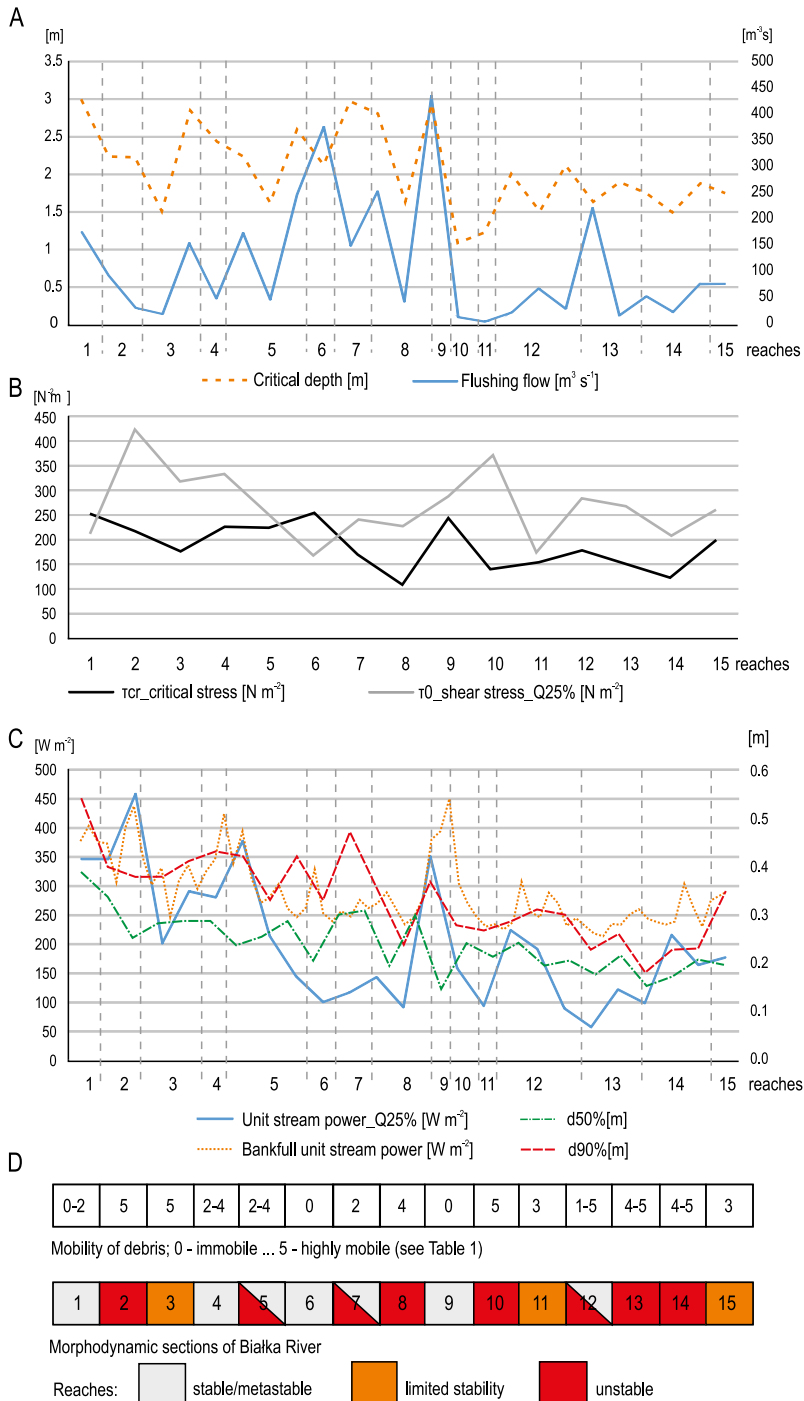 A
[m] [m⁻³s]
3.5 500
450
3 400
2.5 350
300
2 250
1.5 200
1 150
100
0.5 50
0 0
1 2 3 4 5 6 7 8 9 10 11 12 13 14 15 reaches
Critical depth [m] Flushing flow [m³ s⁻¹]
B
[N⁻²m]
450
400
350
300
250
200
150
100
50
0
1 2 3 4 5 6 7 8 9 10 11 12 13 14 15 reaches
τcr_critical stress [N m⁻²] τ0_shear stress_Q25% [N m⁻²]
C
[W m⁻²] [m]
500 0.6
450
400 0.5
350 0.4
300
250 0.3
200 0.2
150
100 0.1
50
0 0.0
1 2 3 4 5 6 7 8 9 10 11 12 13 14 15 reaches
Unit stream power_Q25% [W m⁻²] d50%[m]
Bankfull unit stream power [W m⁻²] d90%[m]
D
0-2 5 5 2-4 2-4 0 2 4 0 5 3 1-5 4-5 4-5 3
Mobility of debris; 0 - immobile ... 5 - highly mobile (see Table 1)
1 2 3 4 5 6 7 8 9 10 11 12 13 14 15
Morphodynamic sections of Białka River
Reaches: stable/metastable limited stability unstable